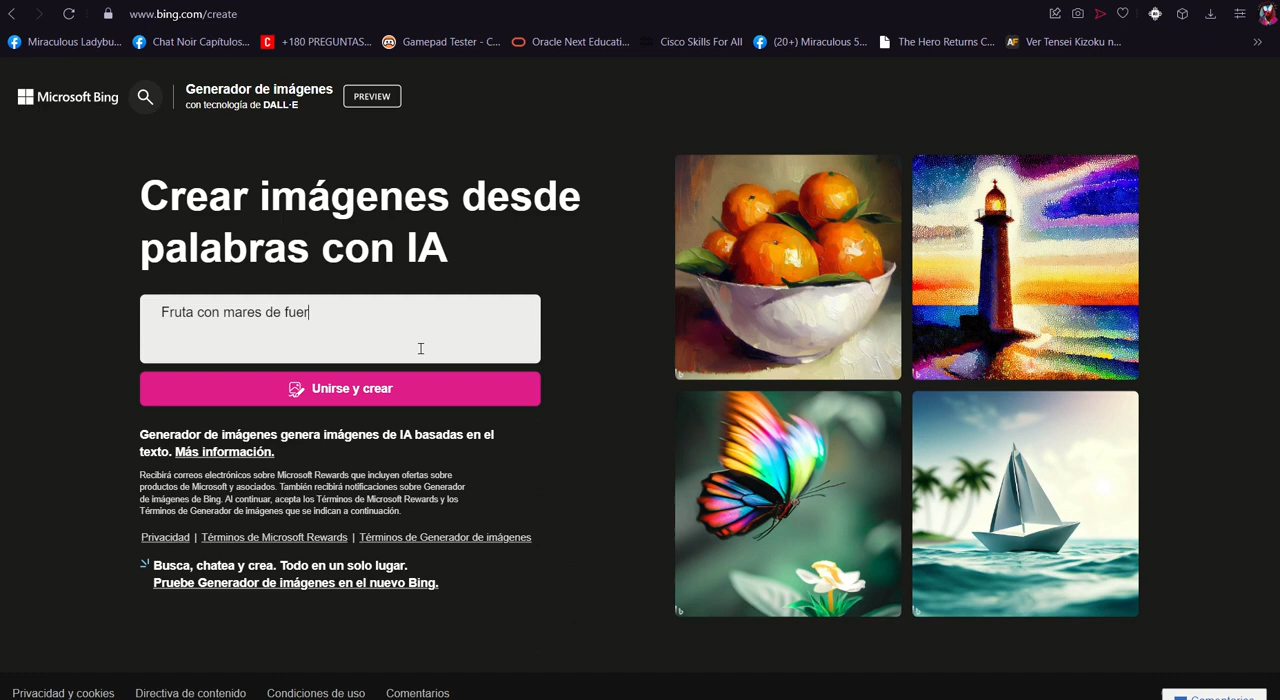 www.bing.com/create
Miraculous Ladybu...
Chat Noir Capítulos...
+180 PREGUNTAS...
Gamepad Tester - C...
Oracle Next Educati...
Cisco Skills For All
(20+) Miraculous 5...
The Hero Returns C...
AF
Ver Tensei Kizoku n...
Microsoft Bing
Generador de imágenes
con tecnología de DALL·E
PREVIEW
Crear imágenes desde
palabras con IA
Fruta con mares de fuer
Unirse y crear
Generador de imágenes genera imágenes de IA basadas en el
texto. Más información.
Recibirá correos electrónicos sobre Microsoft Rewards que incluyen ofertas sobre
productos de Microsoft y asociados. También recibirá notificaciones sobre Generador
de imágenes de Bing. Al continuar, acepta los Términos de Microsoft Rewards y los
Términos de Generador de imágenes que se indican a continuación.
Privacidad | Términos de Microsoft Rewards | Términos de Generador de imágenes
Busca, chatea y crea. Todo en un solo lugar.
Pruebe Generador de imágenes en el nuevo Bing.
Privacidad y cookies
Directiva de contenido
Condiciones de uso
Comentarios
Comentarios